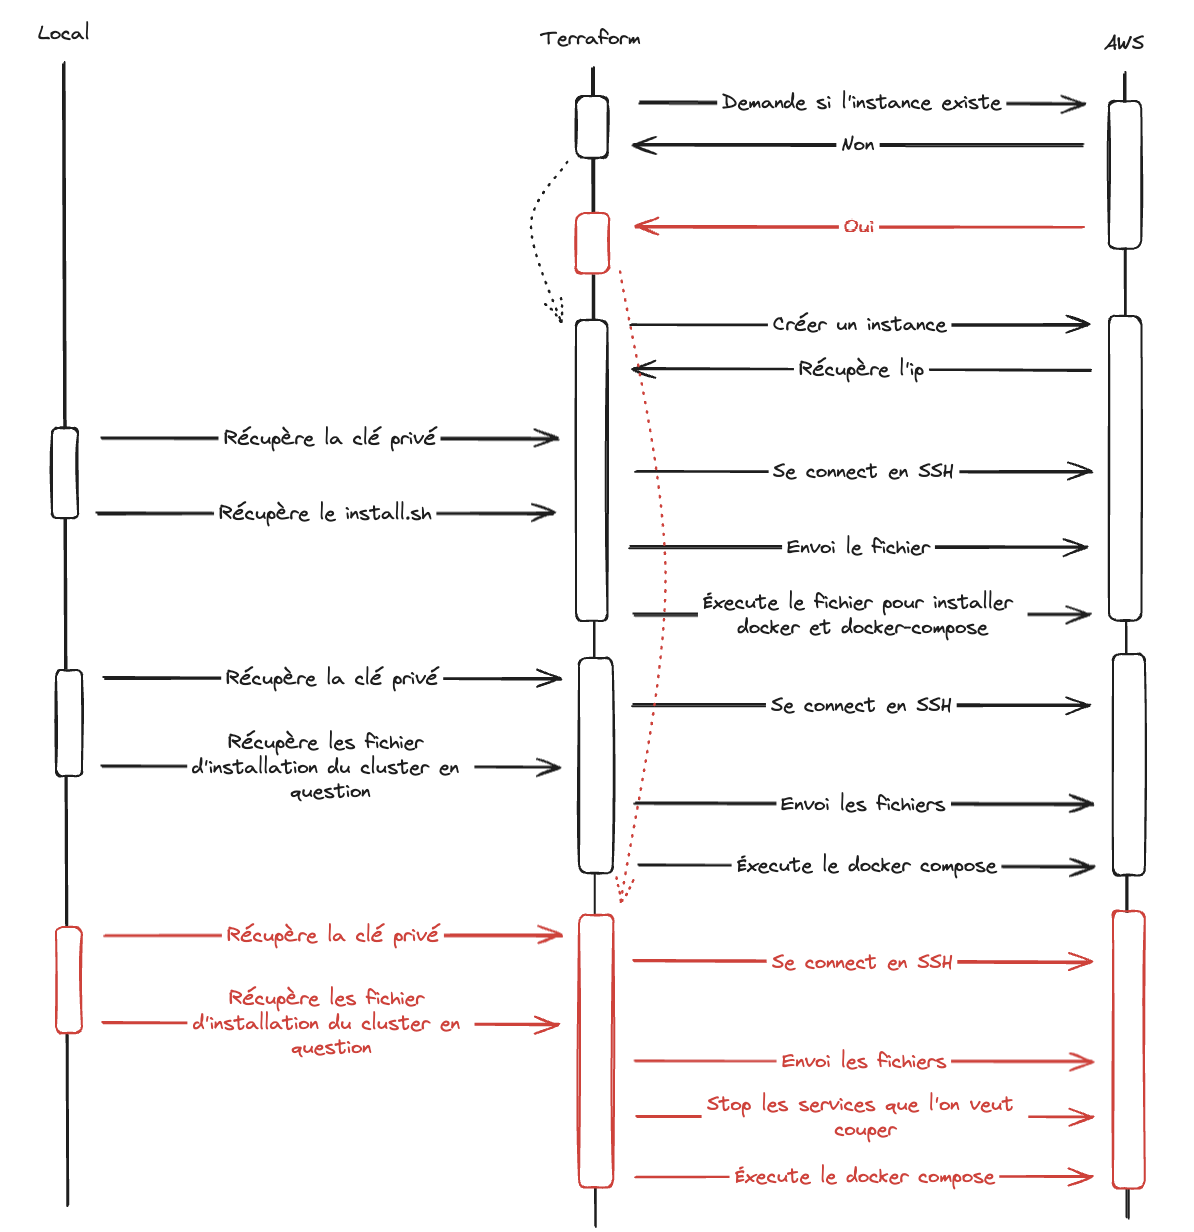 Local
Terraform
AWS
Demande si l'instance existe
Non
Oui
Créer un instance
Récupère l'ip
Récupère la clé privé
Se connect en SSH
Récupère le install.sh
Envoi le fichier
Éxecute le fichier pour installer
docker et docker-compose
Récupère la clé privé
Se connect en SSH
Récupère les fichier
d'installation du cluster en
question
Envoi les fichiers
Éxecute le docker compose
Récupère la clé privé
Se connect en SSH
Récupère les fichier
d'installation du cluster en
question
Envoi les fichiers
Stop les services que l'on veut
couper
Éxecute le docker compose